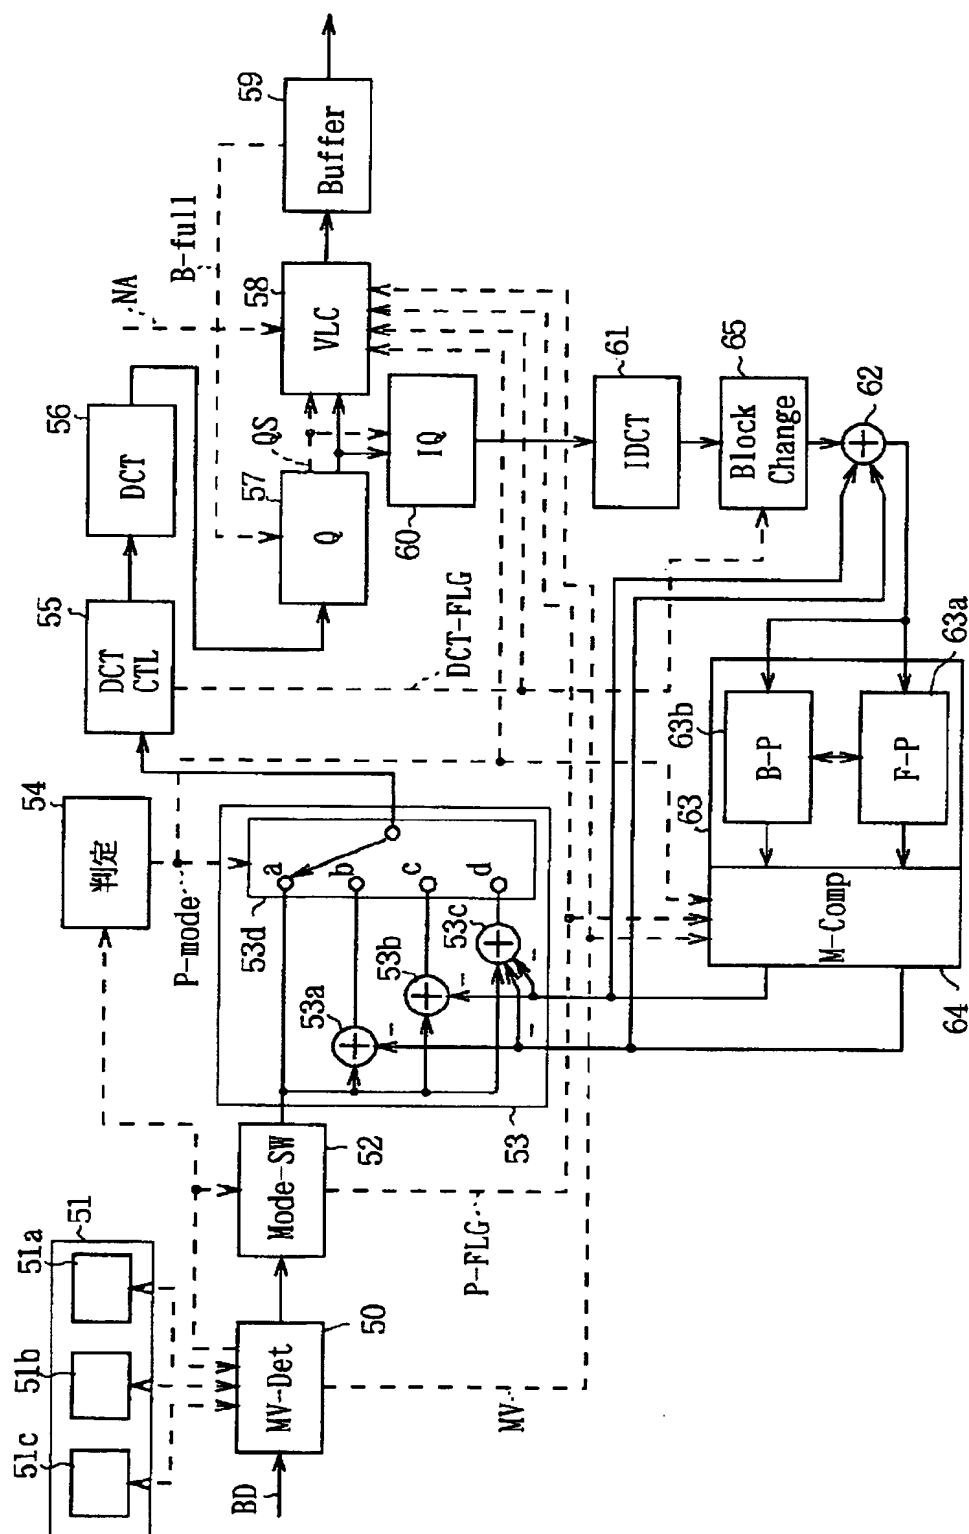 51
51a
51b
51c
BD
MV-Det
50
MV
Mode-SW
52
P-FLG
53
53a
53b
53c
53d
a
b
c
d
判定
54
P-mode
DCT
CTL
55
DCT-FLG
DCT
56
Q
57
QS
NA
B-full
VLC
58
Buffer
59
IQ
60
IDCT
61
Block
Change
65
62
63
B-P
63b
F-P
63a
M-Comp
64